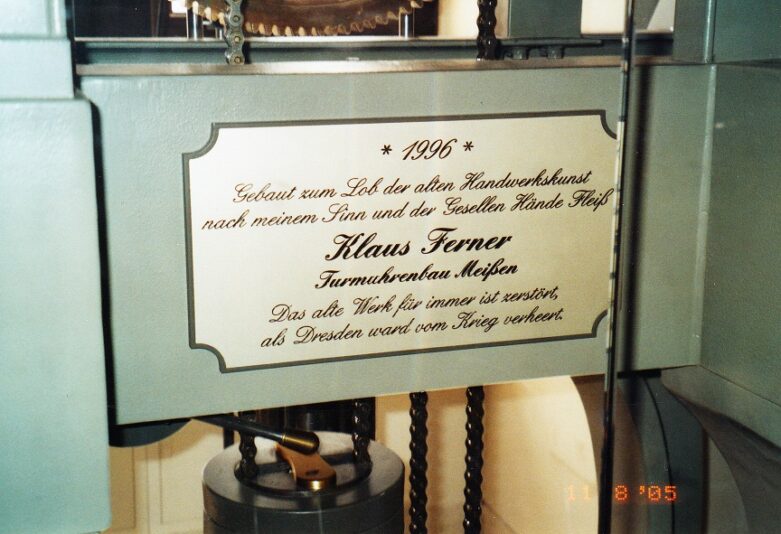 * 1996 *
Gebaut zum Lob der alten Handwerkskunst
nach meinem Sinn und der Gesellen Hände Fleiß
Klaus Ferner
Turmuhrenbau Meißen
Das alte Werk für immer ist zerstört,
als Dresden ward vom Krieg verheert.
11 8 '05